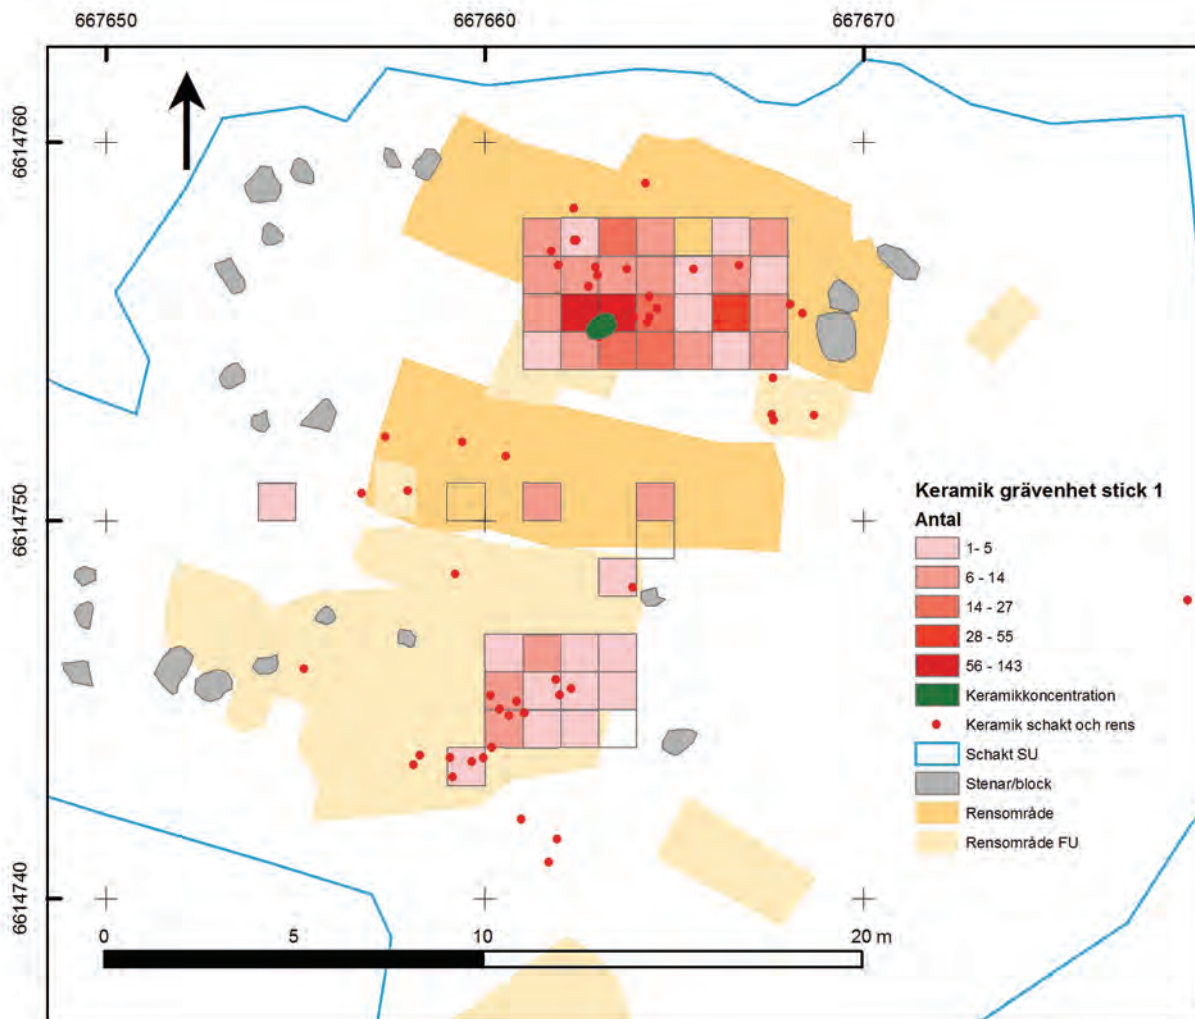 667650 667660 667670
6614760
6614750
6614740
Keramik grävenhet stick 1
Antal
1- 5
6 - 14
14 - 27
28 - 55
56 - 143
Keramikkoncentration
Keramik schakt och rens
Schakt SU
Stenar/block
Rensområde
Rensområde FU
0 5 10 20 m